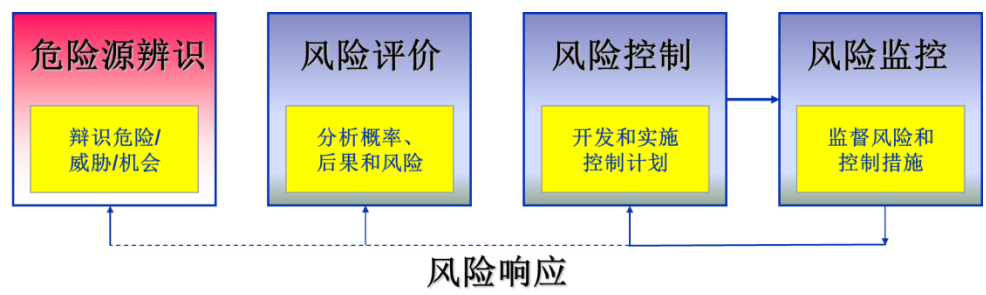 危险源辨识
辩识危险/
威胁/机会
风险评价
分析概率、
后果和风险
风险控制
开发和实施
控制计划
风险监控
监督风险和
控制措施
风险响应